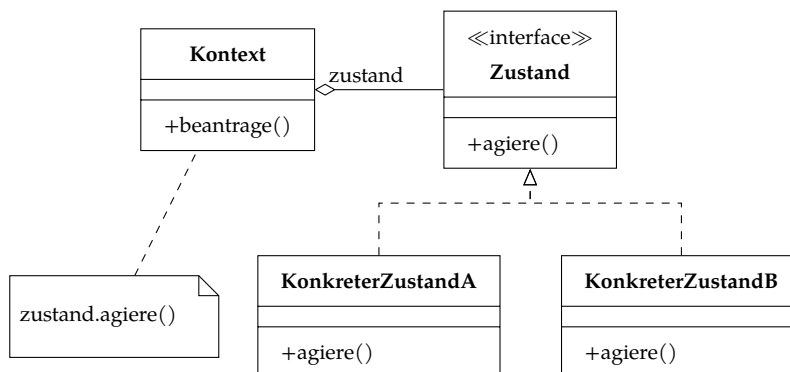 Kontext
+beantrage()
zustand
≪interface≫
Zustand
+agiere()
zustand.agiere()
KonkreterZustandA
+agiere()
KonkreterZustandB
+agiere()